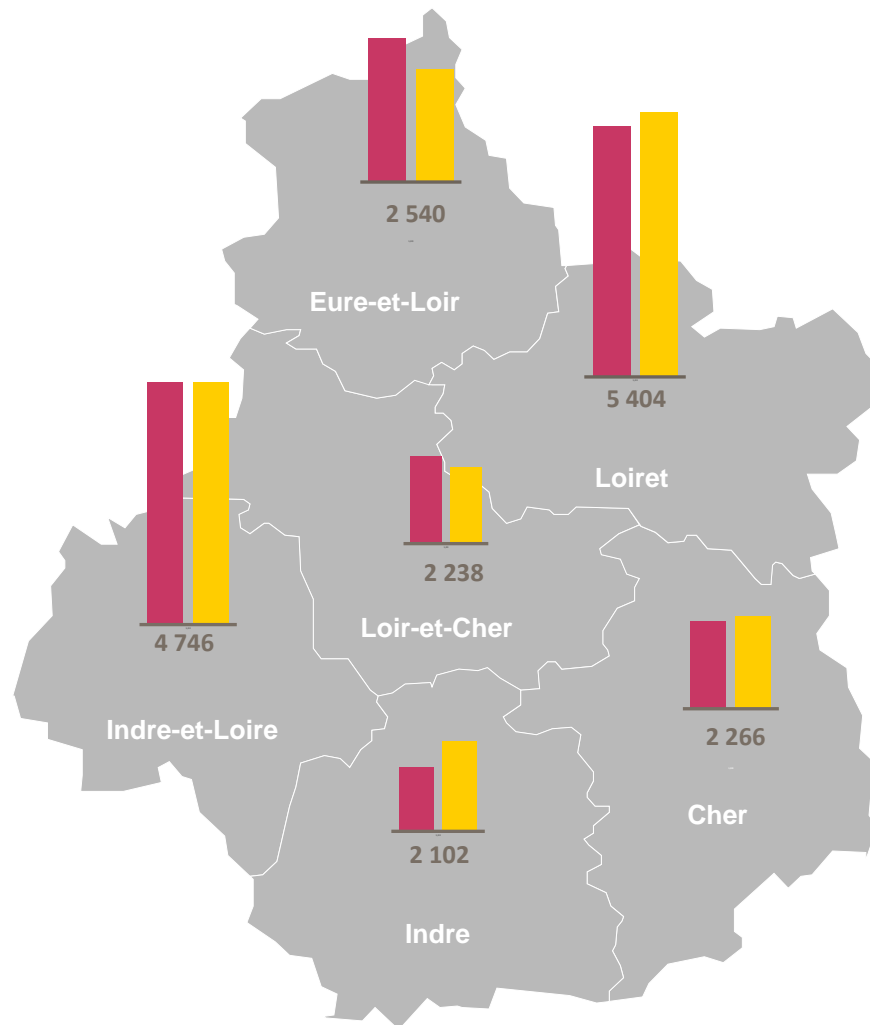 2 540
Eure-et-Loir
5 404
Loiret
2 238
Loir-et-Cher
4 746
Indre-et-Loire
2 266
Cher
2 102
Indre